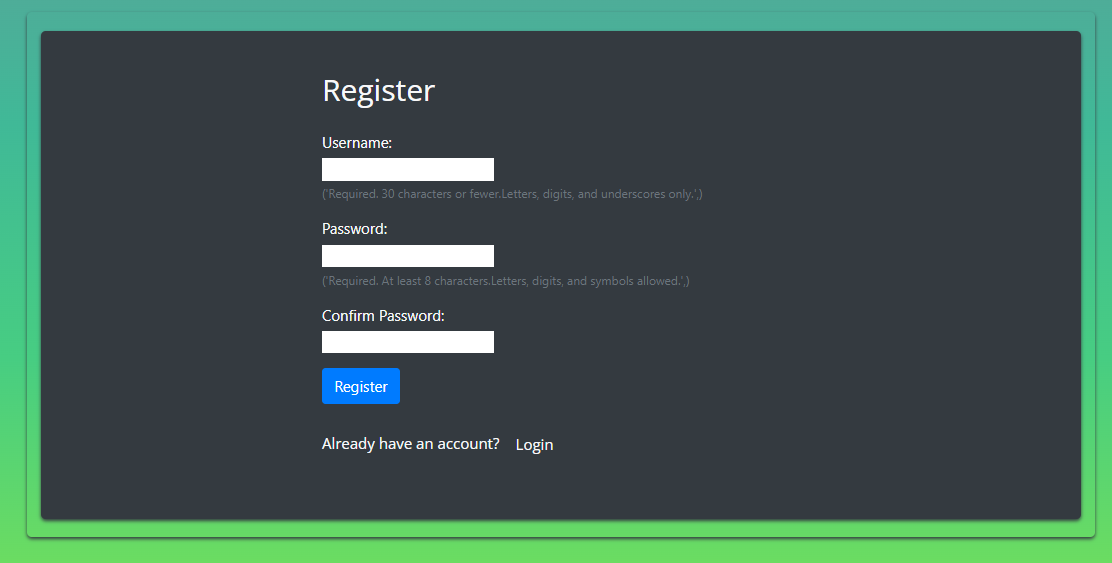 Register
Username:
('Required. 30 characters or fewer.Letters, digits, and underscores only.',)
Password:
('Required. At least 8 characters.Letters, digits, and symbols allowed.',)
Confirm Password:
Register
Already have an account? Login